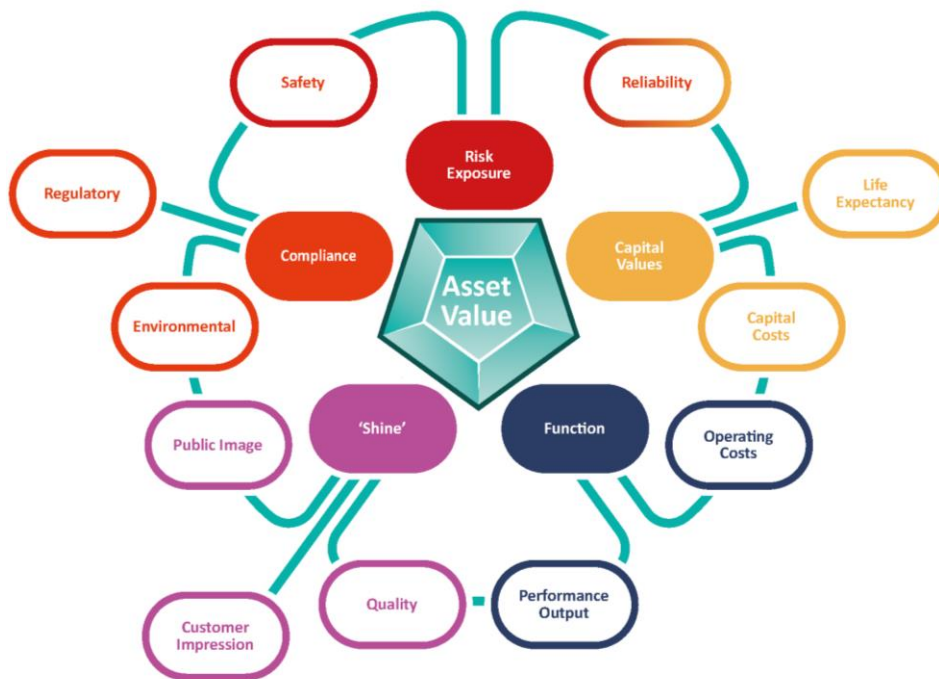 Safety
Reliability
Risk
Exposure
Regulatory
Life
Expectancy
Compliance
Capital
Values
Asset
Value
Environmental
Capital
Costs
Public Image
‘Shine’
Function
Operating
Costs
Quality
Performance
Output
Customer
Impression